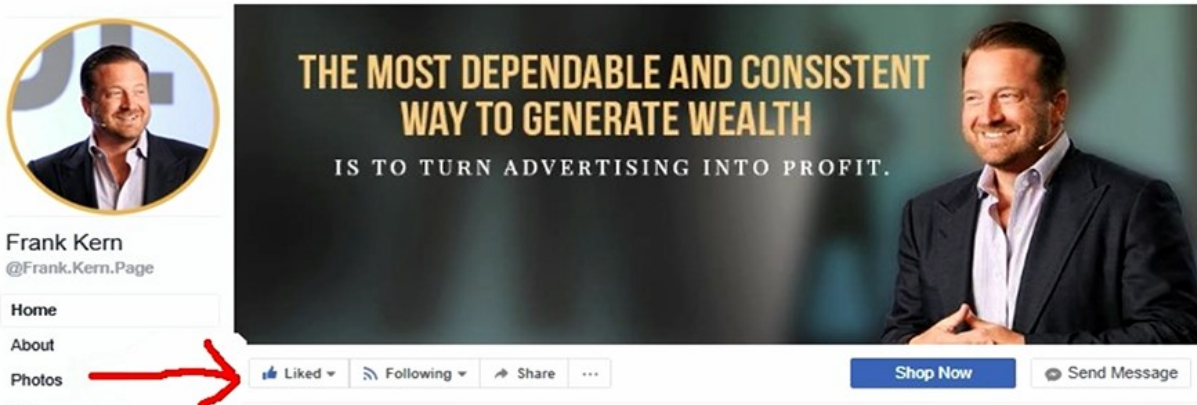 THE MOST DEPENDABLE AND CONSISTENT
WAY TO GENERATE WEALTH
IS TO TURN ADVERTISING INTO PROFIT.
Frank Kern
@Frank.Kern.Page
Home
About
Photos
Liked
Following
Share
...
Shop Now
Send Message